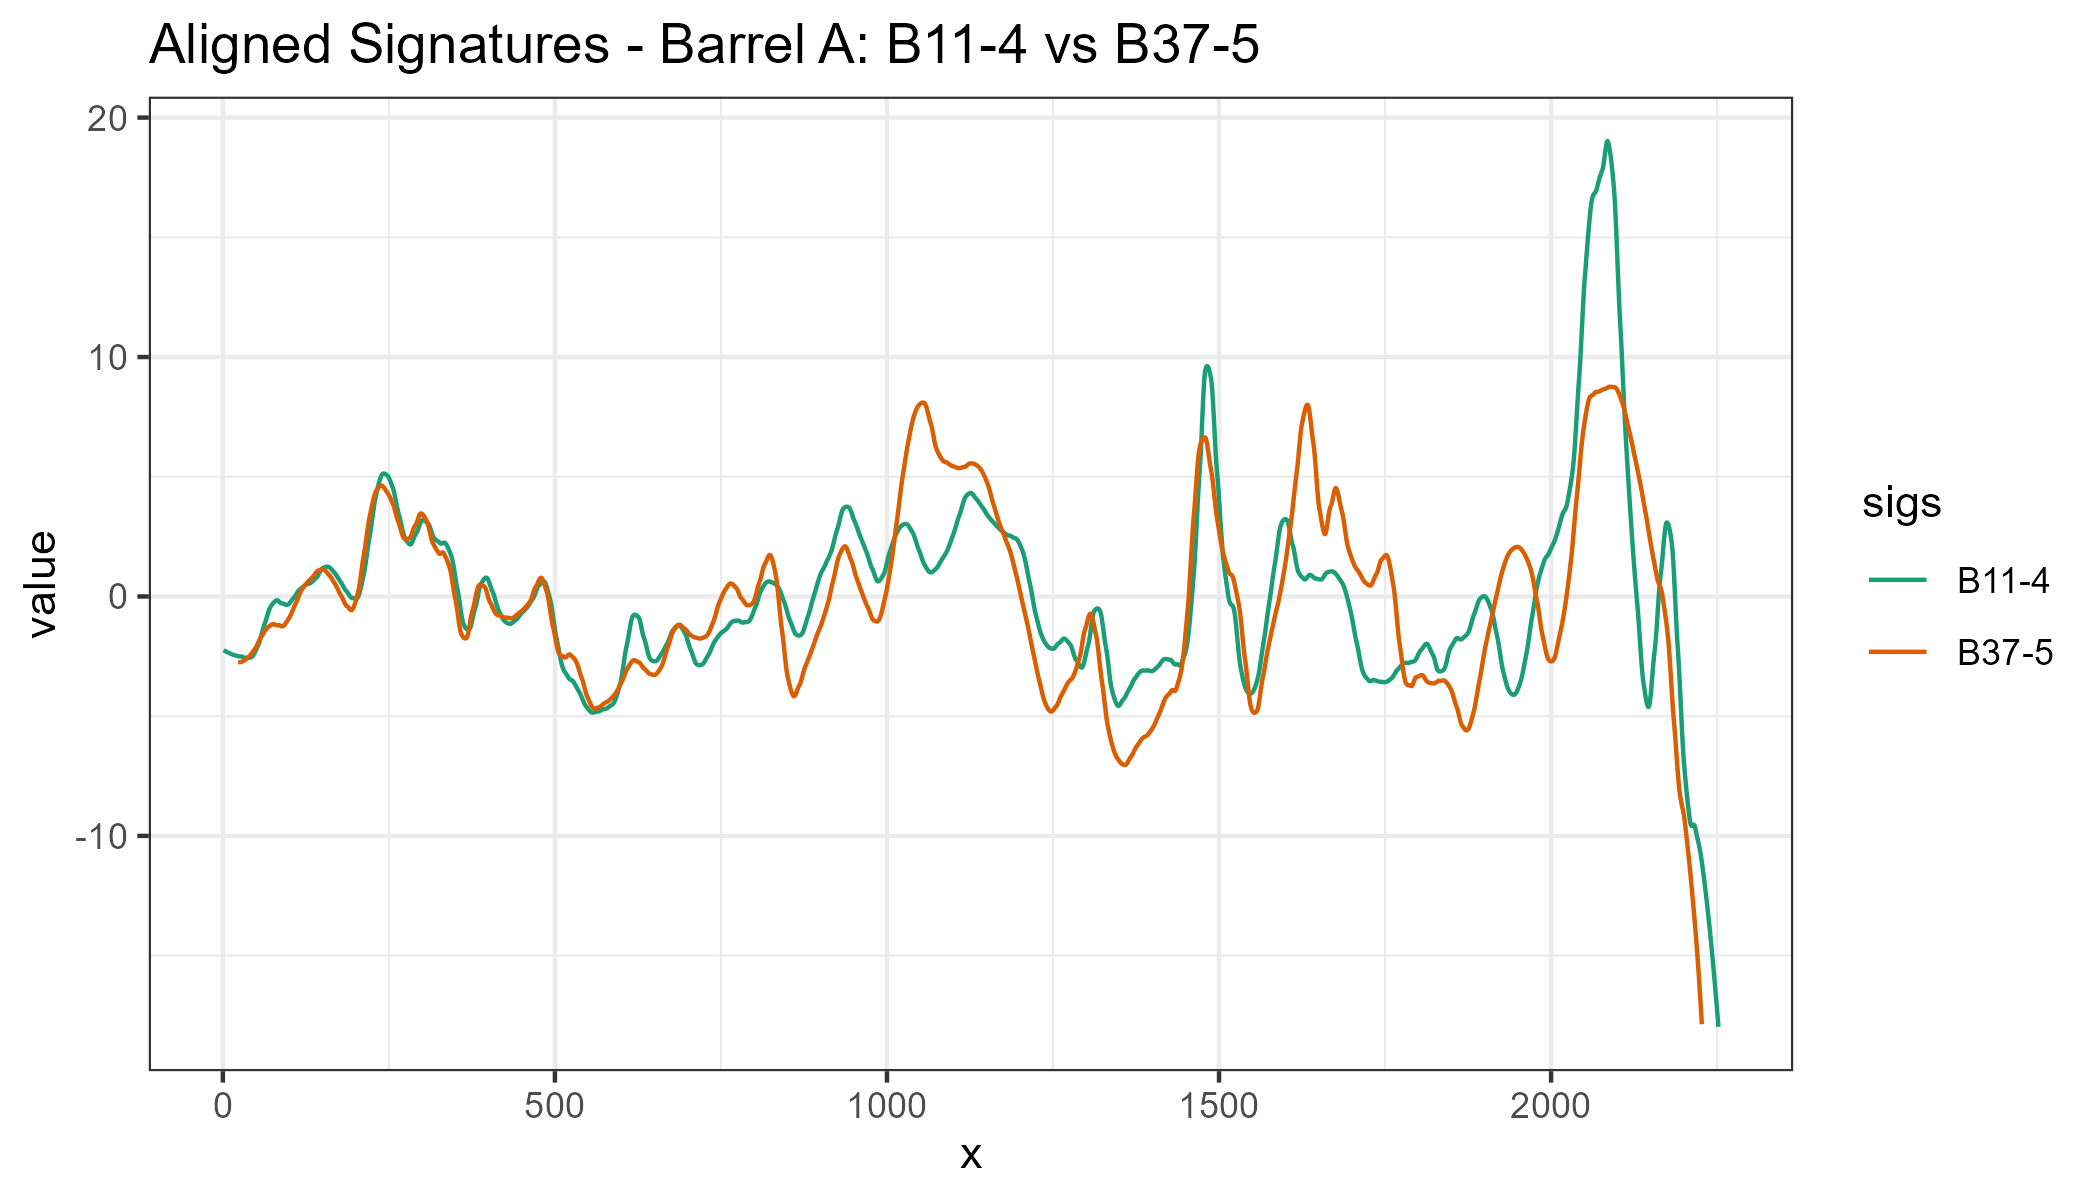 Aligned Signatures - Barrel A: B11-4 vs B37-5
20
10
0
-10
value
0 500 1000 1500 2000
x
sigs
B11-4
B37-5